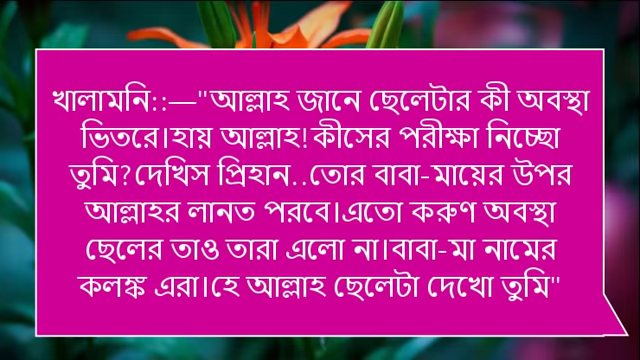 খালামনি::—"আল্লাহ জানে ছেলেটার কী অবস্থা
ভিতরে।হায় আল্লাহ!কীসের পরীক্ষা নিচ্ছো
তুমি?দেখিস প্রিহান..তোর বাবা-মায়ের উপর
আল্লাহর লানত পরবে।এতো করুণ অবস্থা
ছেলের তাও তারা এলো না।বাবা-মা নামের
কলঙ্ক এরা।হে আল্লাহ ছেলেটা দেখো তুমি"